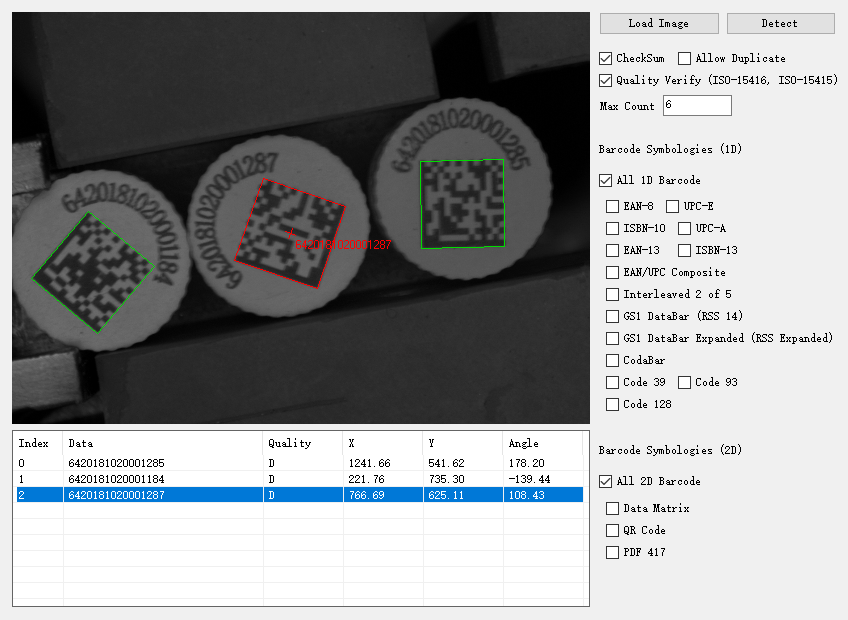 Load Image Detect
CheckSum Allow Duplicate
Quality Verify (ISO-15416, ISO-15415)
Max Count 6
6420181020001285
6420181020001287
6420181020001184
6420181020001287
Barcode Symbologies (1D)
All 1D Barcode
EAN-8 UPC-E
ISBN-10 UPC-A
EAN-13 ISBN-13
EAN/UPC Composite
Interleaved 2 of 5
GS1 DataBar (RSS 14)
GS1 DataBar Expanded (RSS Expanded)
CodaBar
Code 39 Code 93
Code 128
Index Data Quality X Y Angle
0 6420181020001285 D 1241.66 541.62 178.20
1 6420181020001184 D 221.76 735.30 -139.44
2 6420181020001287 D 766.69 625.11 108.43
Barcode Symbologies (2D)
All 2D Barcode
Data Matrix
QR Code
PDF 417